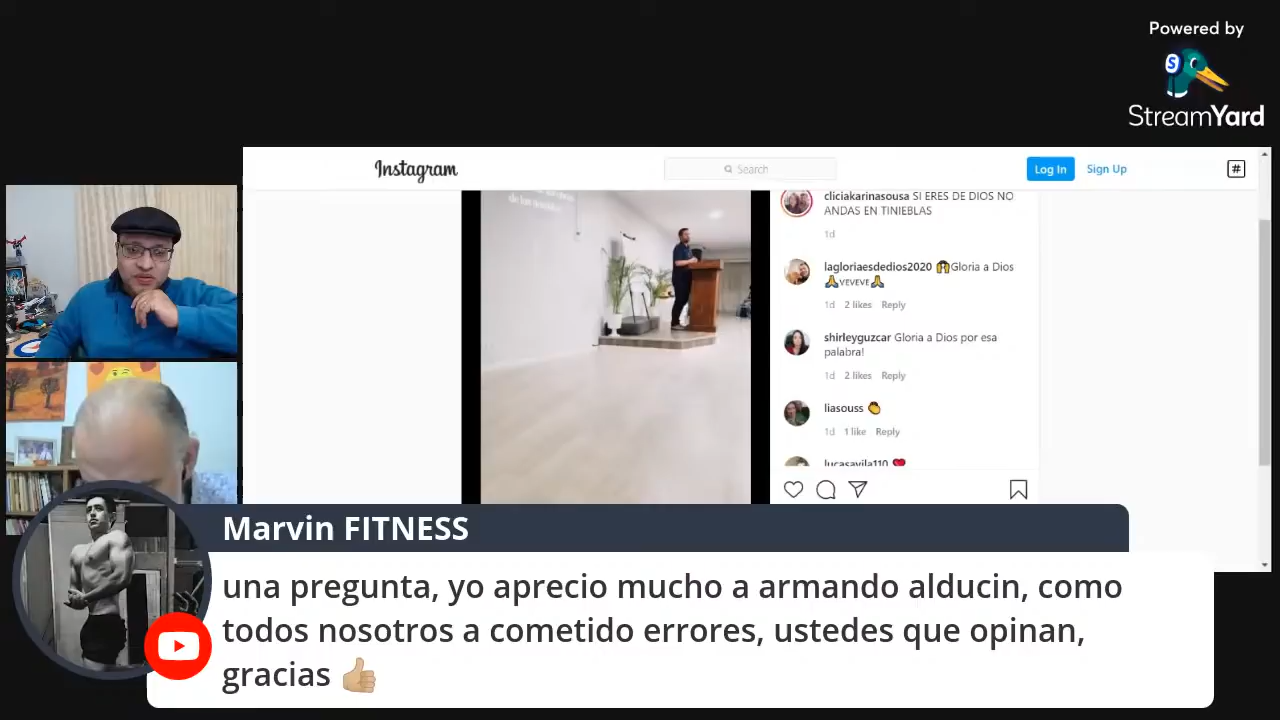 Powered by
StreamYard
Instagram
Search
Log In
Sign Up
#
cliciakarinasousa SI ERES DE DIOS NO
ANDAS EN TINIEBLAS
1d
lagloriaesdedios2020 🙌Gloria a Dios
🙏VEVEVE🙏
1d 2 likes Reply
shirleyguzcar Gloria a Dios por esa
palabra!
1d 2 likes Reply
liasouss 👏
1d 1 like Reply
lucasavila110 ❤️
Marvin FITNESS
una pregunta, yo aprecio mucho a armando alducin, como
todos nosotros a cometido errores, ustedes que opinan,
gracias 👍🏼